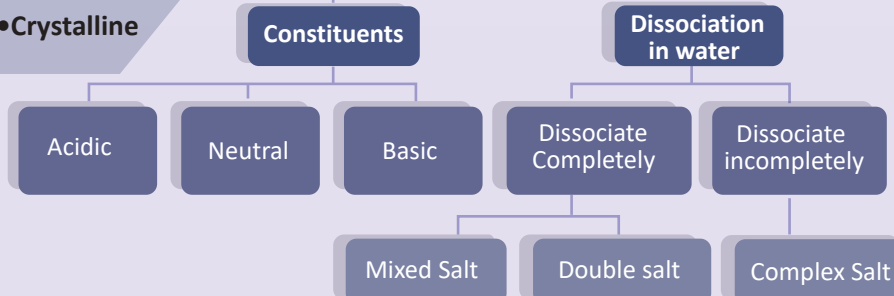 •Crystalline
Constituents
Dissociation
in water
Acidic
Neutral
Basic
Dissociate
Completely
Dissociate
incompletely
Mixed Salt
Double salt
Complex Salt